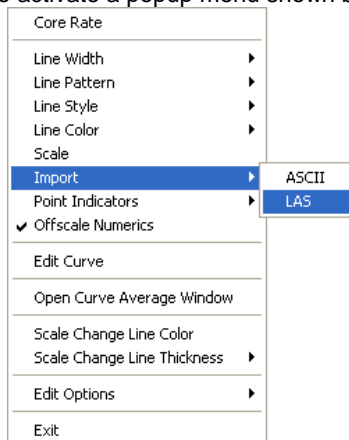 to activate a popup menu shown b
Core Rate
Line Width
Line Pattern
Line Style
Line Color
Scale
Import
ASCII
Point Indicators
LAS
Offscale Numerics
Edit Curve
Open Curve Average Window
Scale Change Line Color
Scale Change Line Thickness
Edit Options
Exit